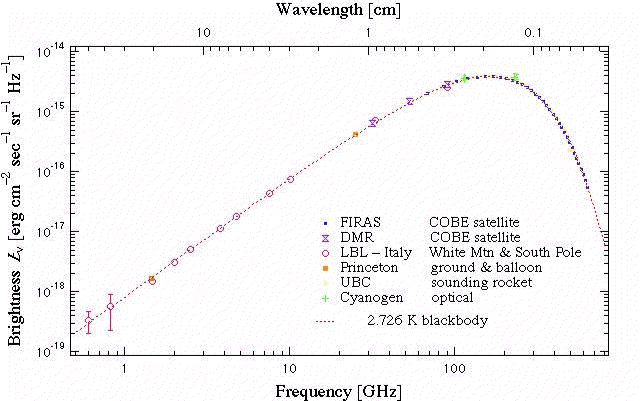 Wavelength [cm]
10 1 0.1
10−14
10−15
10−16
10−17
10−18
10−19
Brightness Iν [erg cm−2 sec−1 sr−1 Hz−1]
FIRAS COBE satellite
DMR COBE satellite
LBL – Italy White Mtn & South Pole
Princeton ground & balloon
UBC sounding rocket
Cyanogen optical
2.726 K blackbody
1 10 100
Frequency [GHz]